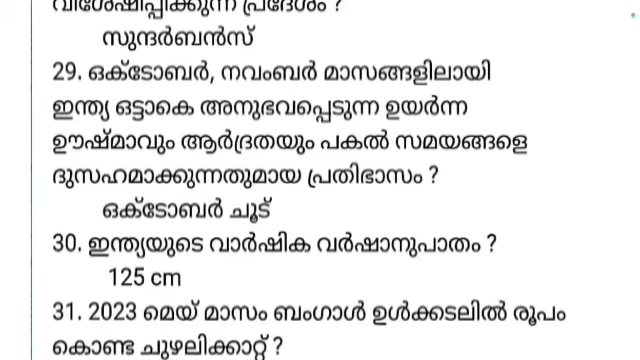 വിശേഷിപ്പിക്കുന്ന പ്രദേശം ?
സുന്ദർബൻസ്
29. ഒക്ടോബർ, നവംബർ മാസങ്ങളിലായി
ഇന്ത്യ ഒട്ടാകെ അനുഭവപ്പെടുന്ന ഉയർന്ന
ഊഷ്മാവും ആർദ്രതയും പകൽ സമയങ്ങളെ
ദുസഹമാക്കുന്നതുമായ പ്രതിഭാസം ?
ഒക്ടോബർ ചൂട്
30. ഇന്ത്യയുടെ വാർഷിക വർഷാനുപാതം ?
125 cm
31. 2023 മെയ് മാസം ബംഗാൾ ഉൾക്കടലിൽ രൂപം
കൊണ്ട ചുഴലിക്കാറ്റ് ?